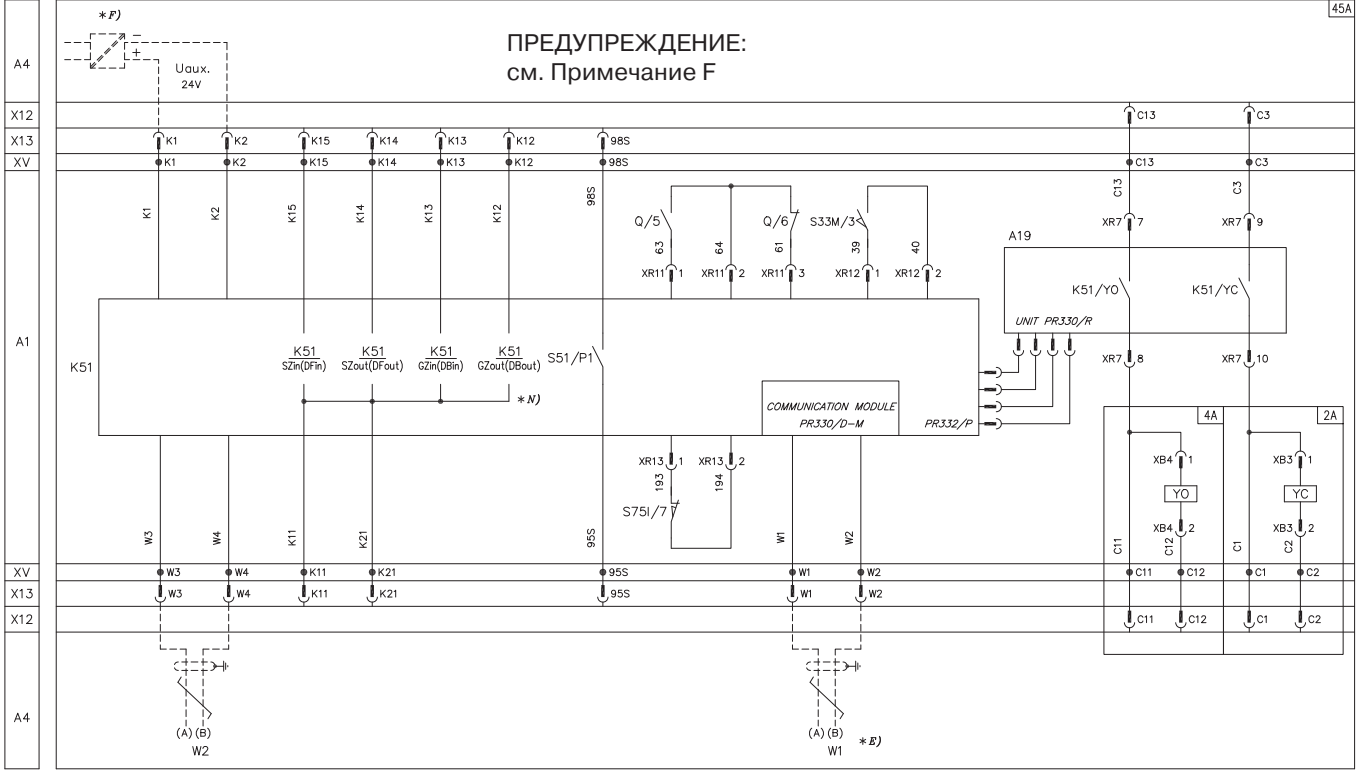 *F)
45A
ПРЕДУПРЕЖДЕНИЕ:
см. Примечание F
A4
−
+
Uaux.
24V
X12
C13 C3
X13
K1 K2 K15 K14 K13 K12 98S
XV
K1 K2 K15 K14 K13 K12 98S C13 C3
K1 K2 K15 K14 K13 K12 98S C13 C3
Q/5 Q/6 S33M/3 XR7 7 XR7 9
63 64 61 39 40
A19
XR11 1 XR11 2 XR11 3 XR12 1 XR12 2
K51/YO K51/YC
UNIT PR330/R
A1
K51
K51 K51 K51 K51 S51/P1
SZin(DFin) SZout(DFout) GZin(DBin) GZout(DBout)
XR7 8 XR7 10
*N)
COMMUNICATION MODULE
PR330/D-M
PR332/P
4A 2A
XR13 1 XR13 2
193 194
XB4 1 XB3 1
YO YC
S75I/7
XB4 2 XB3 2
W3 W4 K11 K21 95S W1 W2 C11 C12 C1 C2
XV
W3 W4 K11 K21 95S W1 W2 C11 C12 C1 C2
X13
W3 W4 K11 K21 95S W1 W2
X12
C11 C12 C1 C2
A4
(A) (B)
W2
(A) (B)
W1
*E)